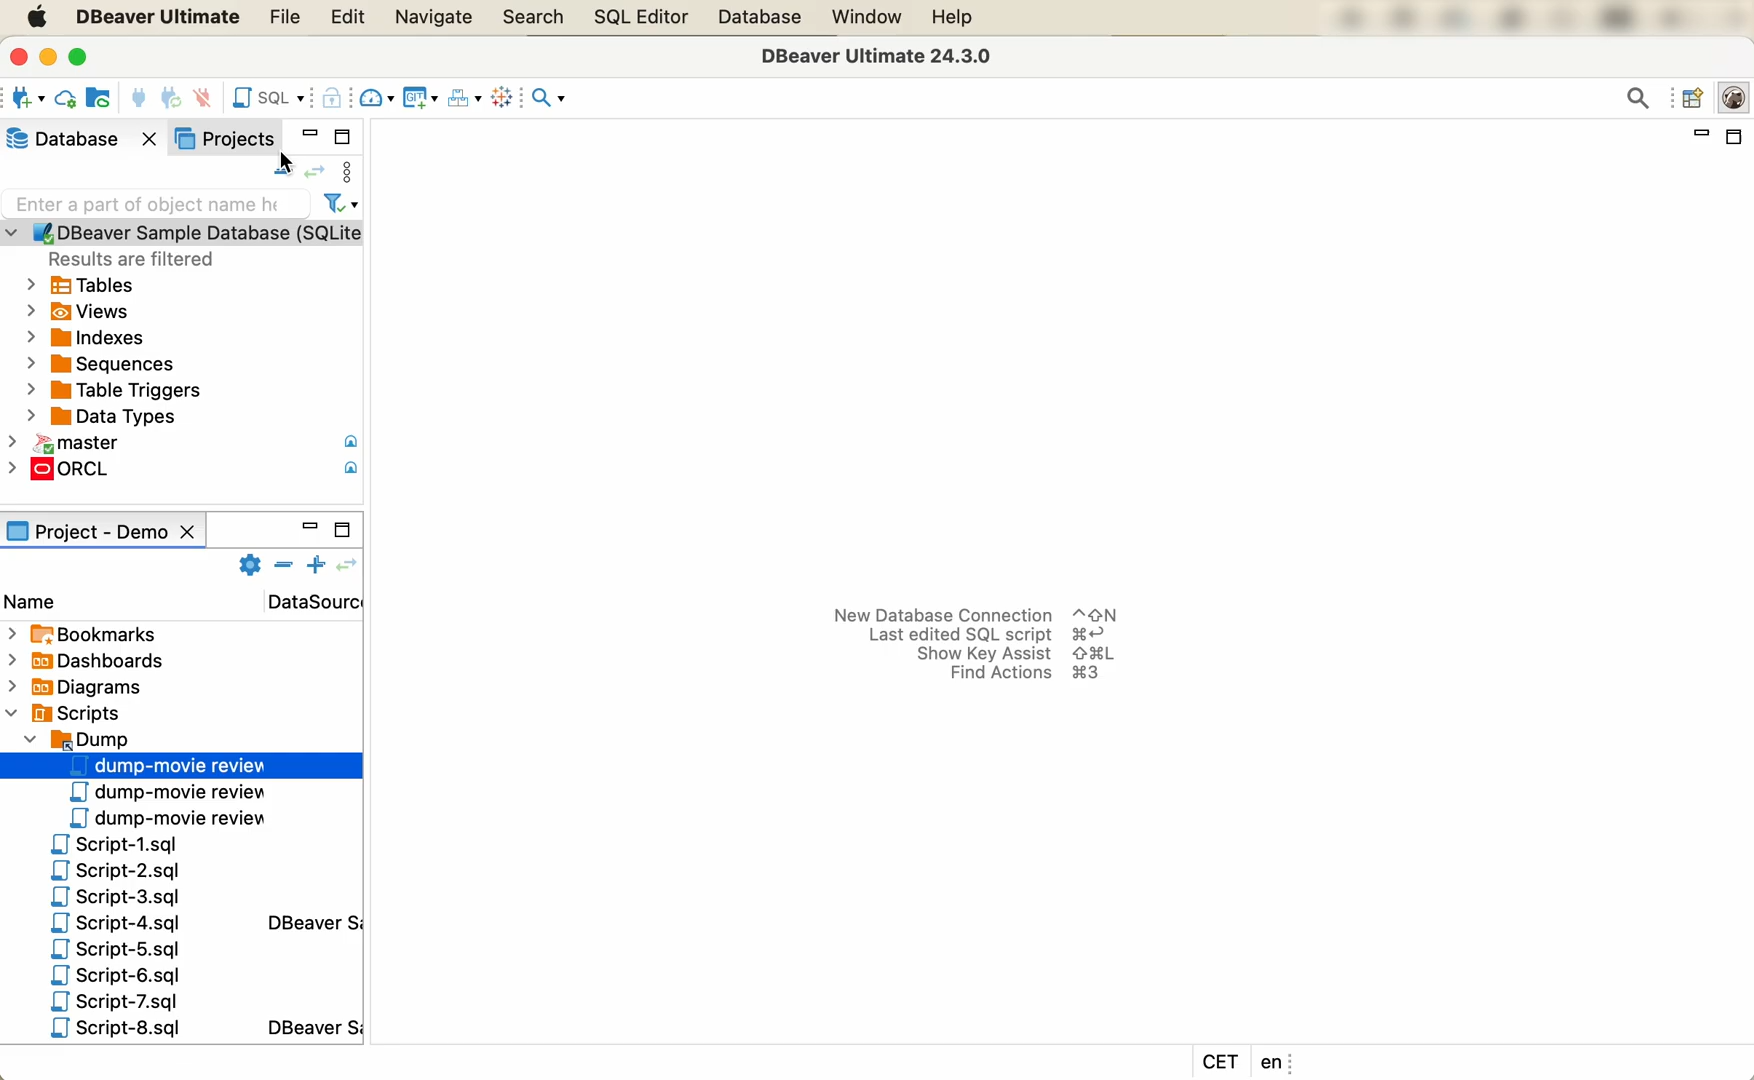 DBeaver Ultimate File Edit Navigate Search SQL Editor Database Window Help
DBeaver Ultimate 24.3.0
SQL GIT
Database Projects
Enter a part of object name he
DBeaver Sample Database (SQLite
Results are filtered
Tables
Views
Indexes
Sequences
Table Triggers
Data Types
master
ORCL
Project - Demo
Name DataSourc
Bookmarks
Dashboards
Diagrams
Scripts
Dump
dump-movie review
dump-movie review
dump-movie review
Script-1.sql
Script-2.sql
Script-3.sql
Script-4.sql DBeaver Sa
Script-5.sql
Script-6.sql
Script-7.sql
Script-8.sql DBeaver Sa
New Database Connection ⌃⇧N
Last edited SQL script ⌘↩
Show Key Assist ⇧⌘L
Find Actions ⌘3
CET en